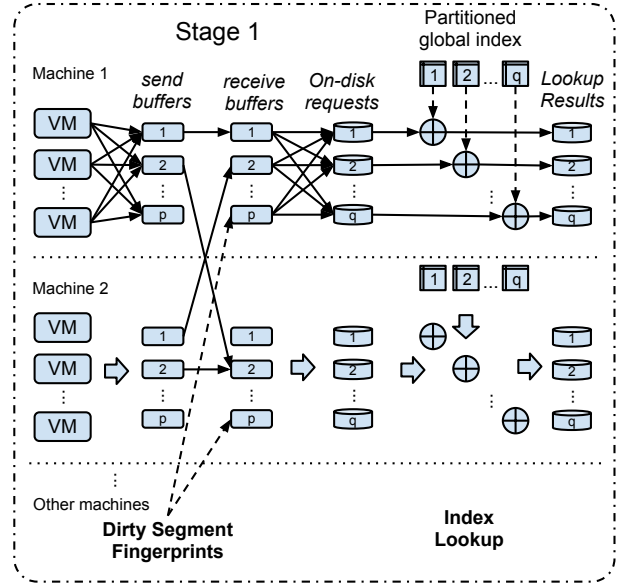 Stage 1
Partitioned
global index
Machine 1
send
buffers
receive
buffers
On-disk
requests
1 2 ... q
Lookup
Results
VM 1 1 1 1
VM 2 2 2 2
... ... ... ... ...
VM p p q q
Machine 2
1 2 ... q
VM 1 1 1 1
VM 2 2 2 2
... ... ... ... ... ...
VM p p q q
...
Other machines
Dirty Segment
Fingerprints
Index
Lookup